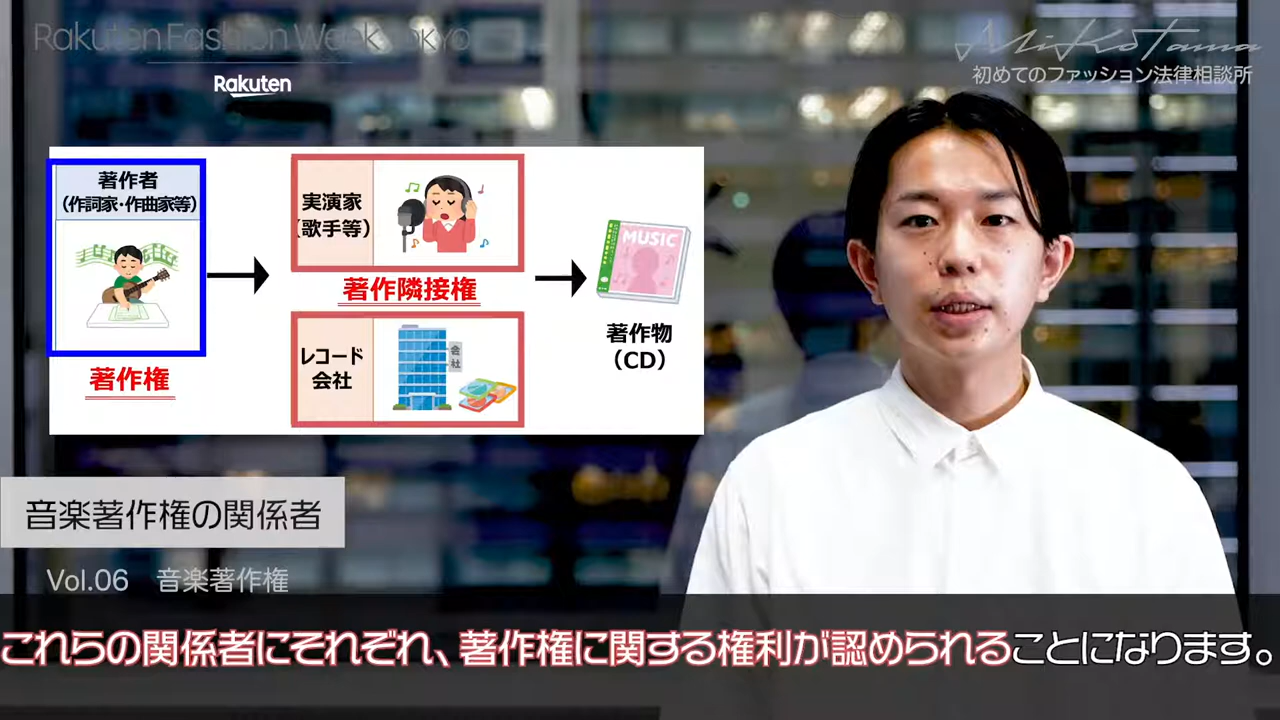 Rakuten Fashion Week TOKYO
Rakuten
MiKoTama
初めてのファッション法律相談所
著作者
（作詞家・作曲家等）
著作権
実演家
（歌手等）
著作隣接権
レコード
会社
会社
MUSIC
著作物
（CD）
音楽著作権の関係者
Vol.06 音楽著作権
これらの関係者にそれぞれ、著作権に関する権利が認められることになります。